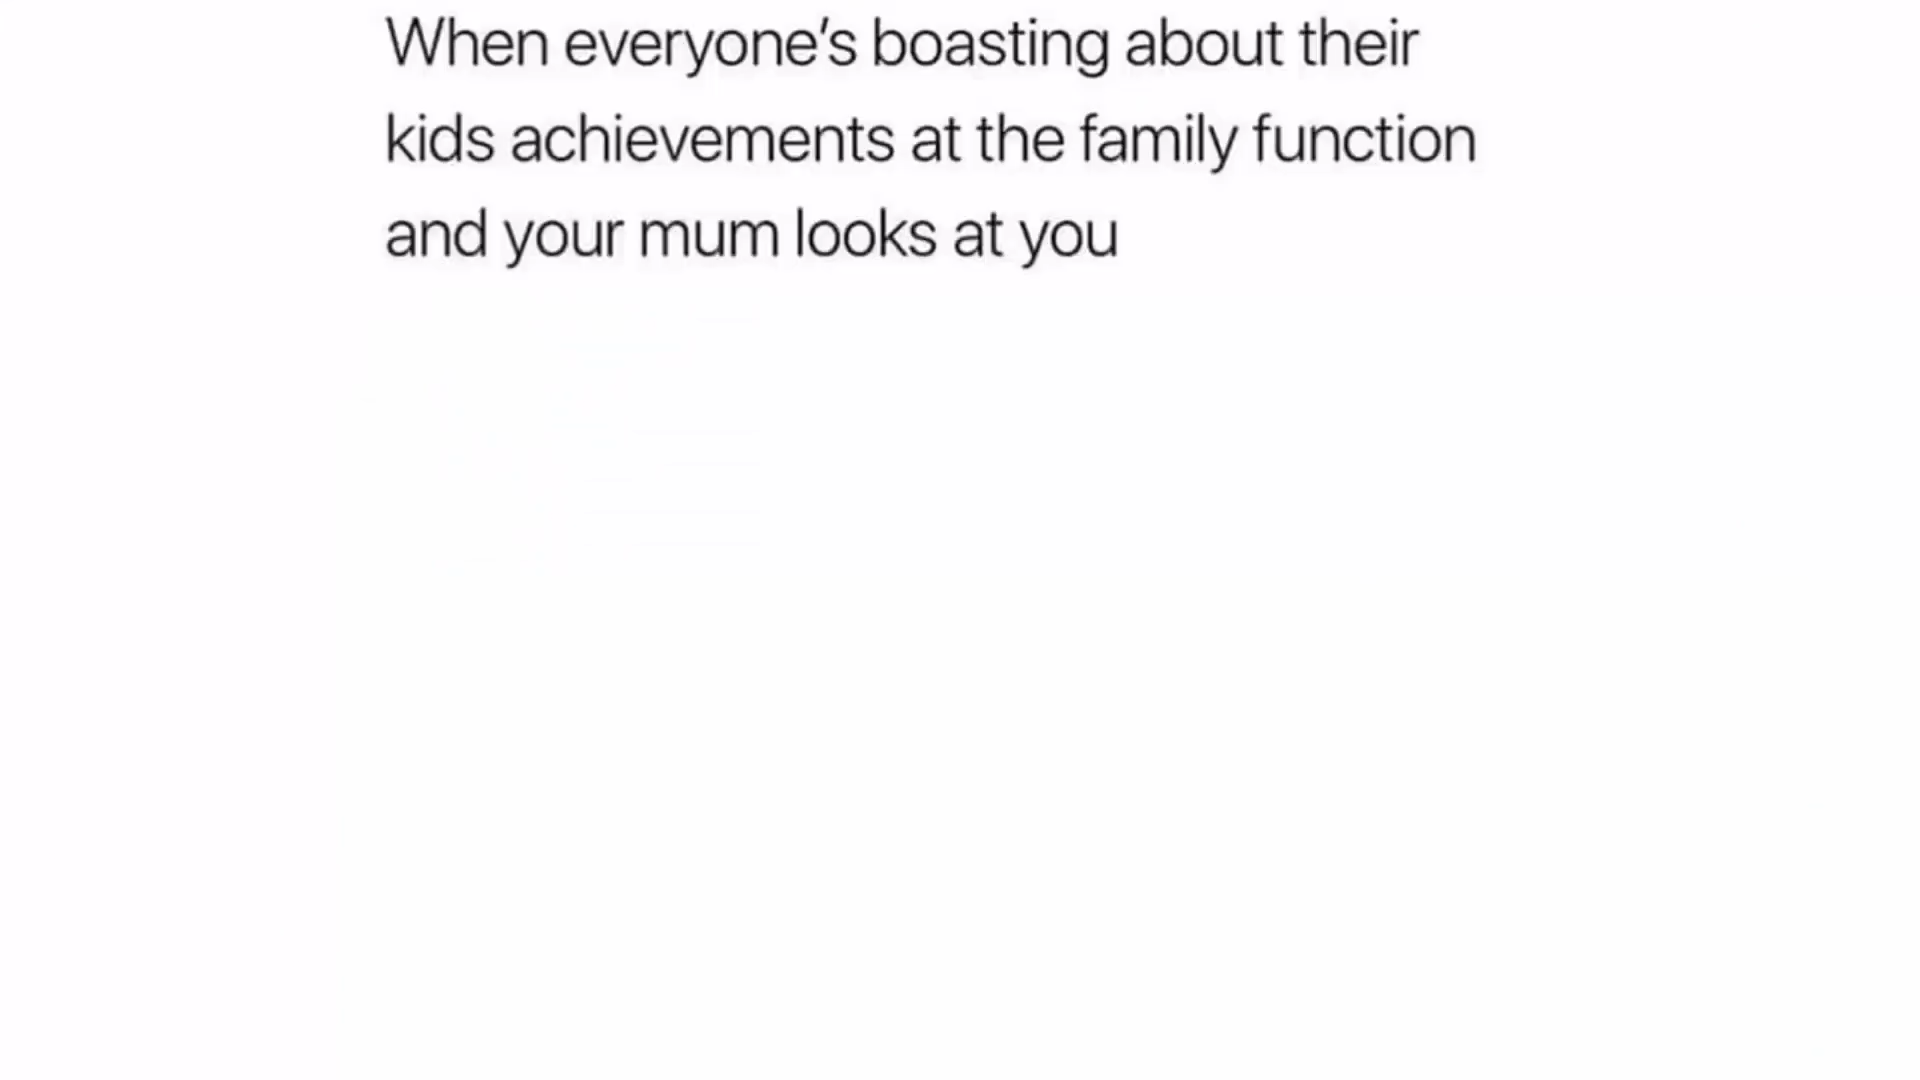 When everyone's boasting about their
kids achievements at the family function
and your mum looks at you